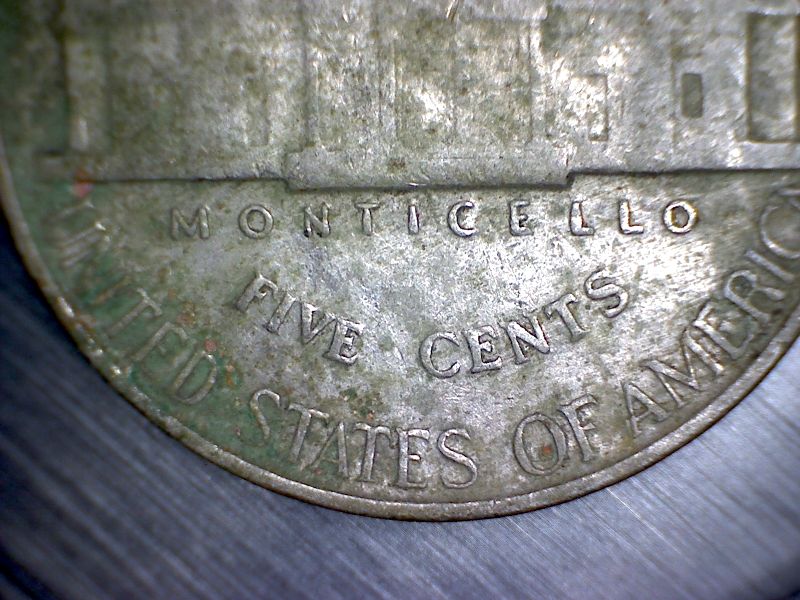 MONTICELLO
FIVE CENTS
UNITED STATES OF AMERICA